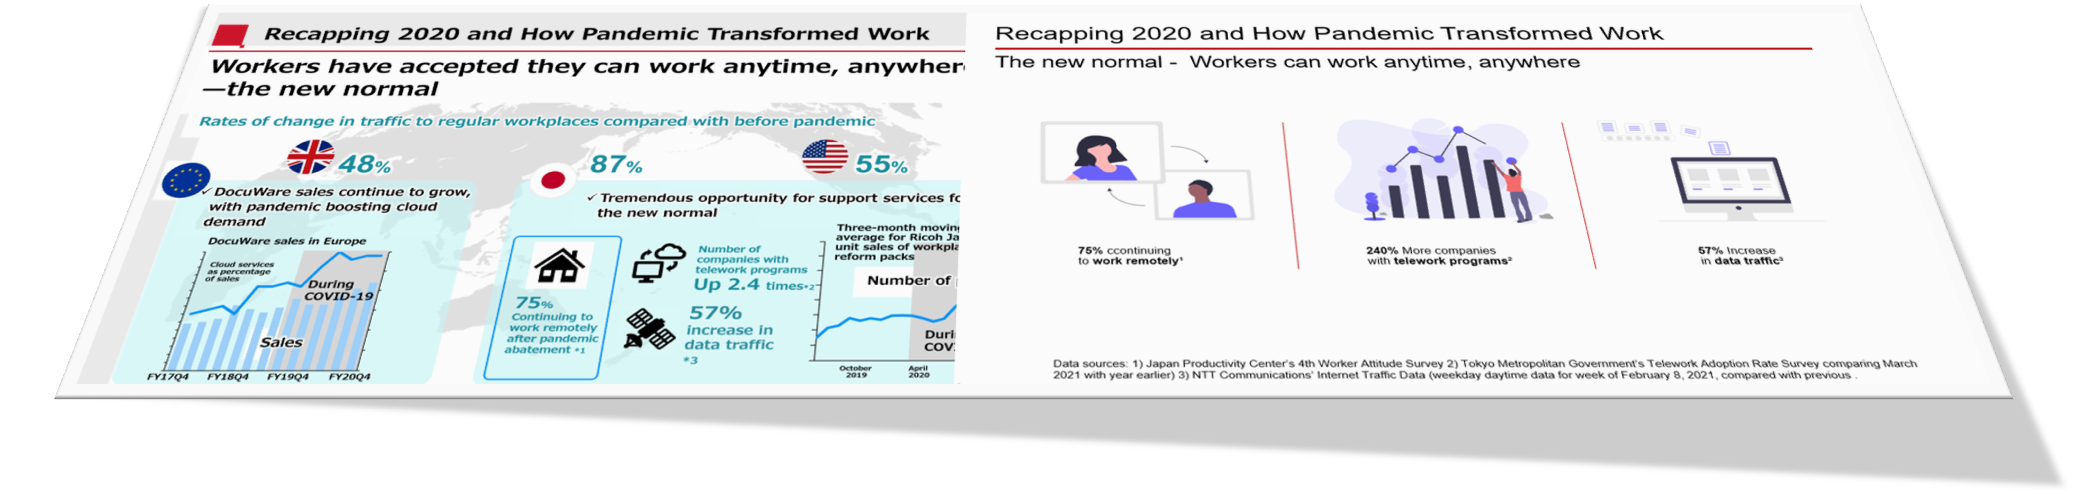 Recapping 2020 and How Pandemic Transformed Work
Workers have accepted they can work anytime,
—the new normal
Rates of change in traffic to regular workplaces compared with before pandemic
48%
87%
55%
✓ DocuWare sales continue to grow,
with pandemic boosting cloud
demand
DocuWare sales in Europe
Cloud services
as percentage
of sales
During
COVID-19
Sales
FY17Q4 FY18Q4 FY19Q4 FY20Q4
✓ Tremendous opportunity for support services
the new normal
75%
Continuing to
work remotely
after pandemic
abatement *1
Number of
companies with
telework programs
Up 2.4 times*2
57%
increase in
data traffic
*3
Three-month
average for Ricoh
unit sales of
reform packs
Number of
October
2019
April
2020
Recapping 2020 and How Pandemic Transformed Work
The new normal - Workers can work anytime, anywhere
75% ccontinuing
to work remotely¹
240% More companies
with telework programs²
57% Increase
in data traffic³
Data sources: 1) Japan Productivity Center's 4th Worker Attitude Survey 2) Tokyo Metropolitan Government's Telework Adoption Rate Survey comparing March
2021 with year earlier) 3) NTT Communications' Internet Traffic Data (weekday daytime data for week of February 8, 2021, compared with previous .